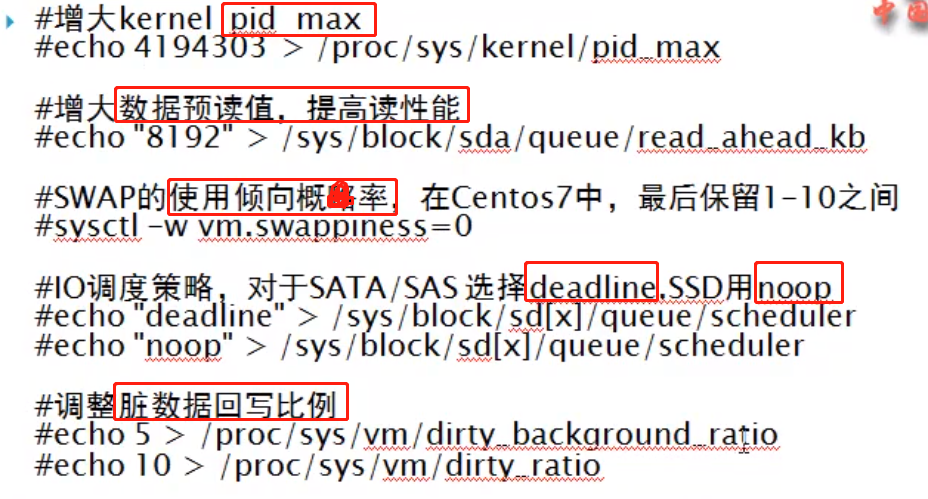 #增大kernel pid_max
#echo 4194303 > /proc/sys/kernel/pid_max
#增大数据预读值，提高读性能
#echo "8192" > /sys/block/sda/queue/read_ahead_kb
#SWAP的使用倾向概率，在Centos7中，最后保留1-10之间
#sysctl -w vm.swappiness=0
#IO调度策略，对于SATA/SAS 选择deadline,SSD用noop
#echo "deadline" > /sys/block/sd[x]/queue/scheduler
#echo "noop" > /sys/block/sd[x]/queue/scheduler
#调整脏数据回写比例
#echo 5 > /proc/sys/vm/dirty_background_ratio
#echo 10 > /proc/sys/vm/dirty_ratio